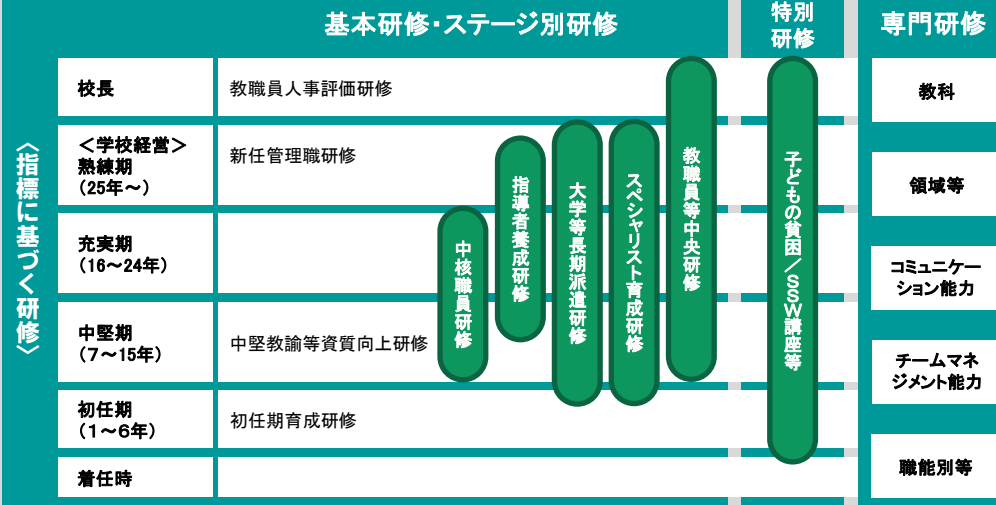 基本研修・ステージ別研修
特別
研修
専門研修
〈指標に基づく研修〉
校長
教職員人事評価研修
＜学校経営＞
熟練期
（25年～）
新任管理職研修
充実期
（16～24年）
中堅期
（7～15年）
中堅教諭等資質向上研修
初任期
（1～6年）
初任期育成研修
着任時
中核職員研修
指導者養成研修
大学等長期派遣研修
スペシャリスト育成研修
教職員等中央研修
子どもの貧困／SSW講座等
教科
領域等
コミュニケー
ション能力
チームマネ
ジメント能力
職能別等